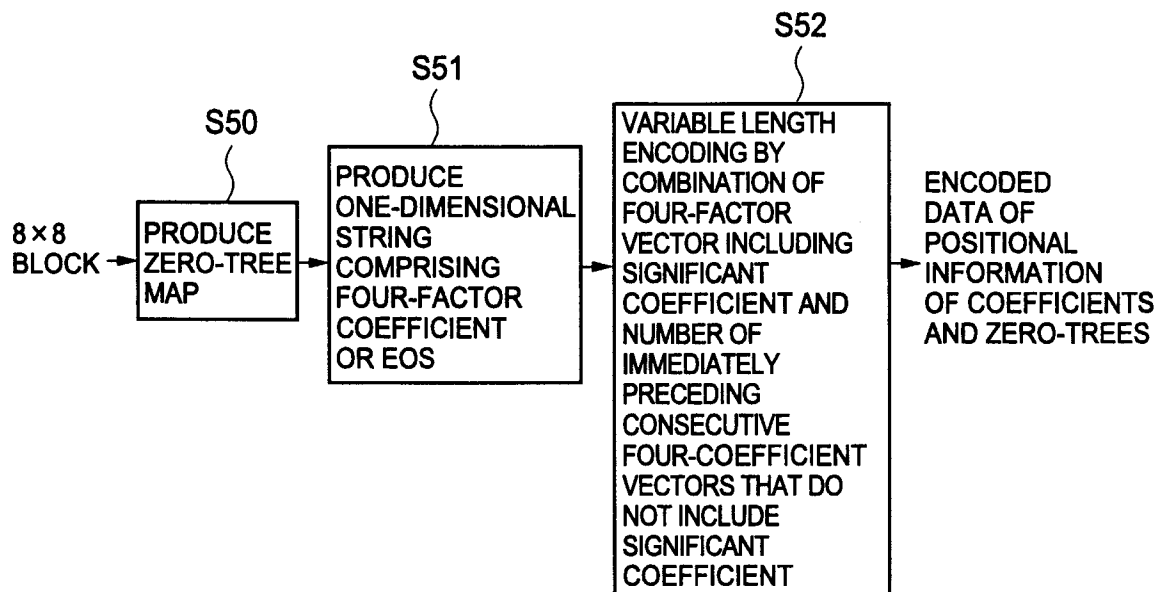 S50
S51
S52
8×8
BLOCK
PRODUCE
ZERO-TREE
MAP
PRODUCE
ONE-DIMENSIONAL
STRING
COMPRISING
FOUR-FACTOR
COEFFICIENT
OR EOS
VARIABLE LENGTH
ENCODING BY
COMBINATION OF
FOUR-FACTOR
VECTOR INCLUDING
SIGNIFICANT
COEFFICIENT AND
NUMBER OF
IMMEDIATELY
PRECEDING
CONSECUTIVE
FOUR-COEFFICIENT
VECTORS THAT DO
NOT INCLUDE
SIGNIFICANT
COEFFICIENT
ENCODED
DATA OF
POSITIONAL
INFORMATION
OF COEFFICIENTS
AND ZERO-TREES